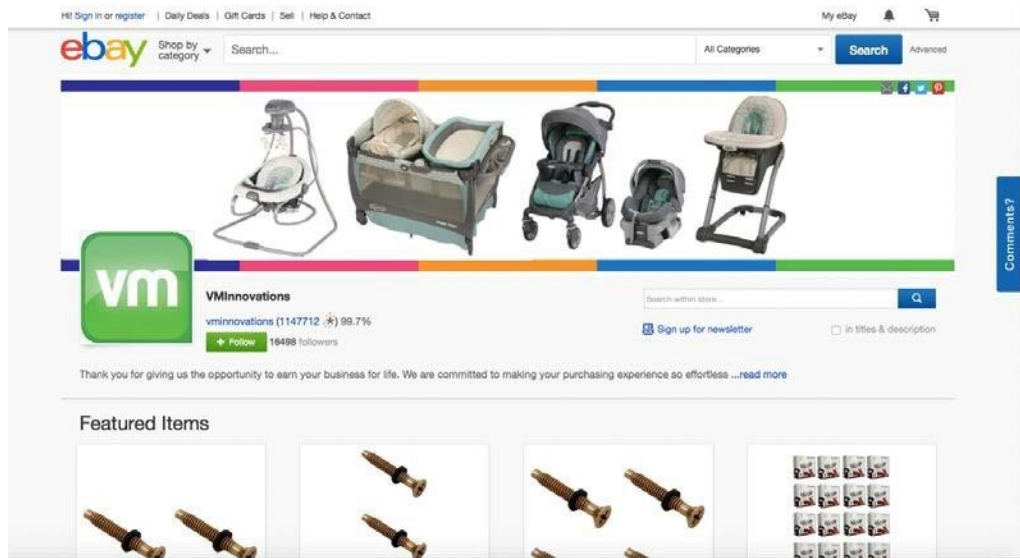 Hi! Sign in or register | Daily Deals | Gift Cards | Sell | Help & Contact
My eBay
ebay
Shop by category
Search...
All Categories
Search
Advanced
Comments?
vm
VMInnovations
vminnovations (1147712 ) 99.7%
+ Follow 16498 followers
Search within store...
Sign up for newsletter
in titles & description
Thank you for giving us the opportunity to earn your business for life. We are committed to making your purchasing experience so effortless ...read more
Featured Items